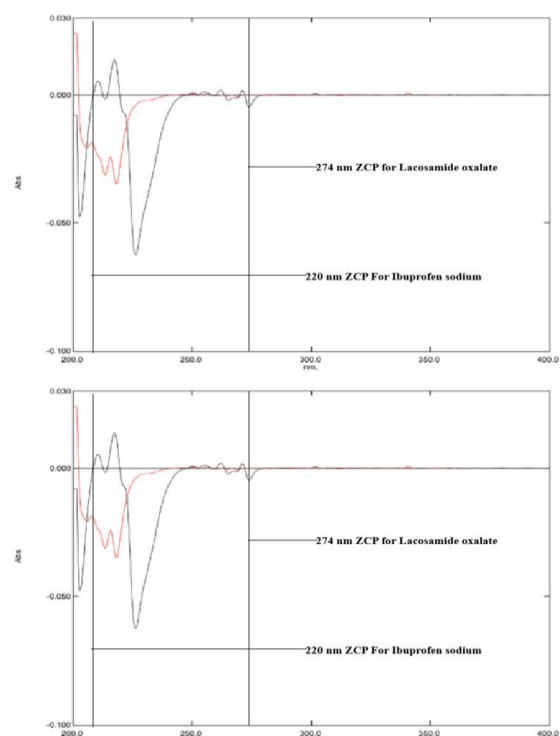 0.030
0.000
Abs.
274 nm ZCP for Lacosamide oxalate
-0.050
220 nm ZCP For Ibuprofen sodium
-0.100
200.0 250.0 300.0 350.0 400.0
nm.
0.030
0.000
274 nm ZCP for Lacosamide oxalate
Abs.
-0.050
220 nm ZCP For Ibuprofen sodium
-0.100
200.0 250.0 300.0 350.0 400.0